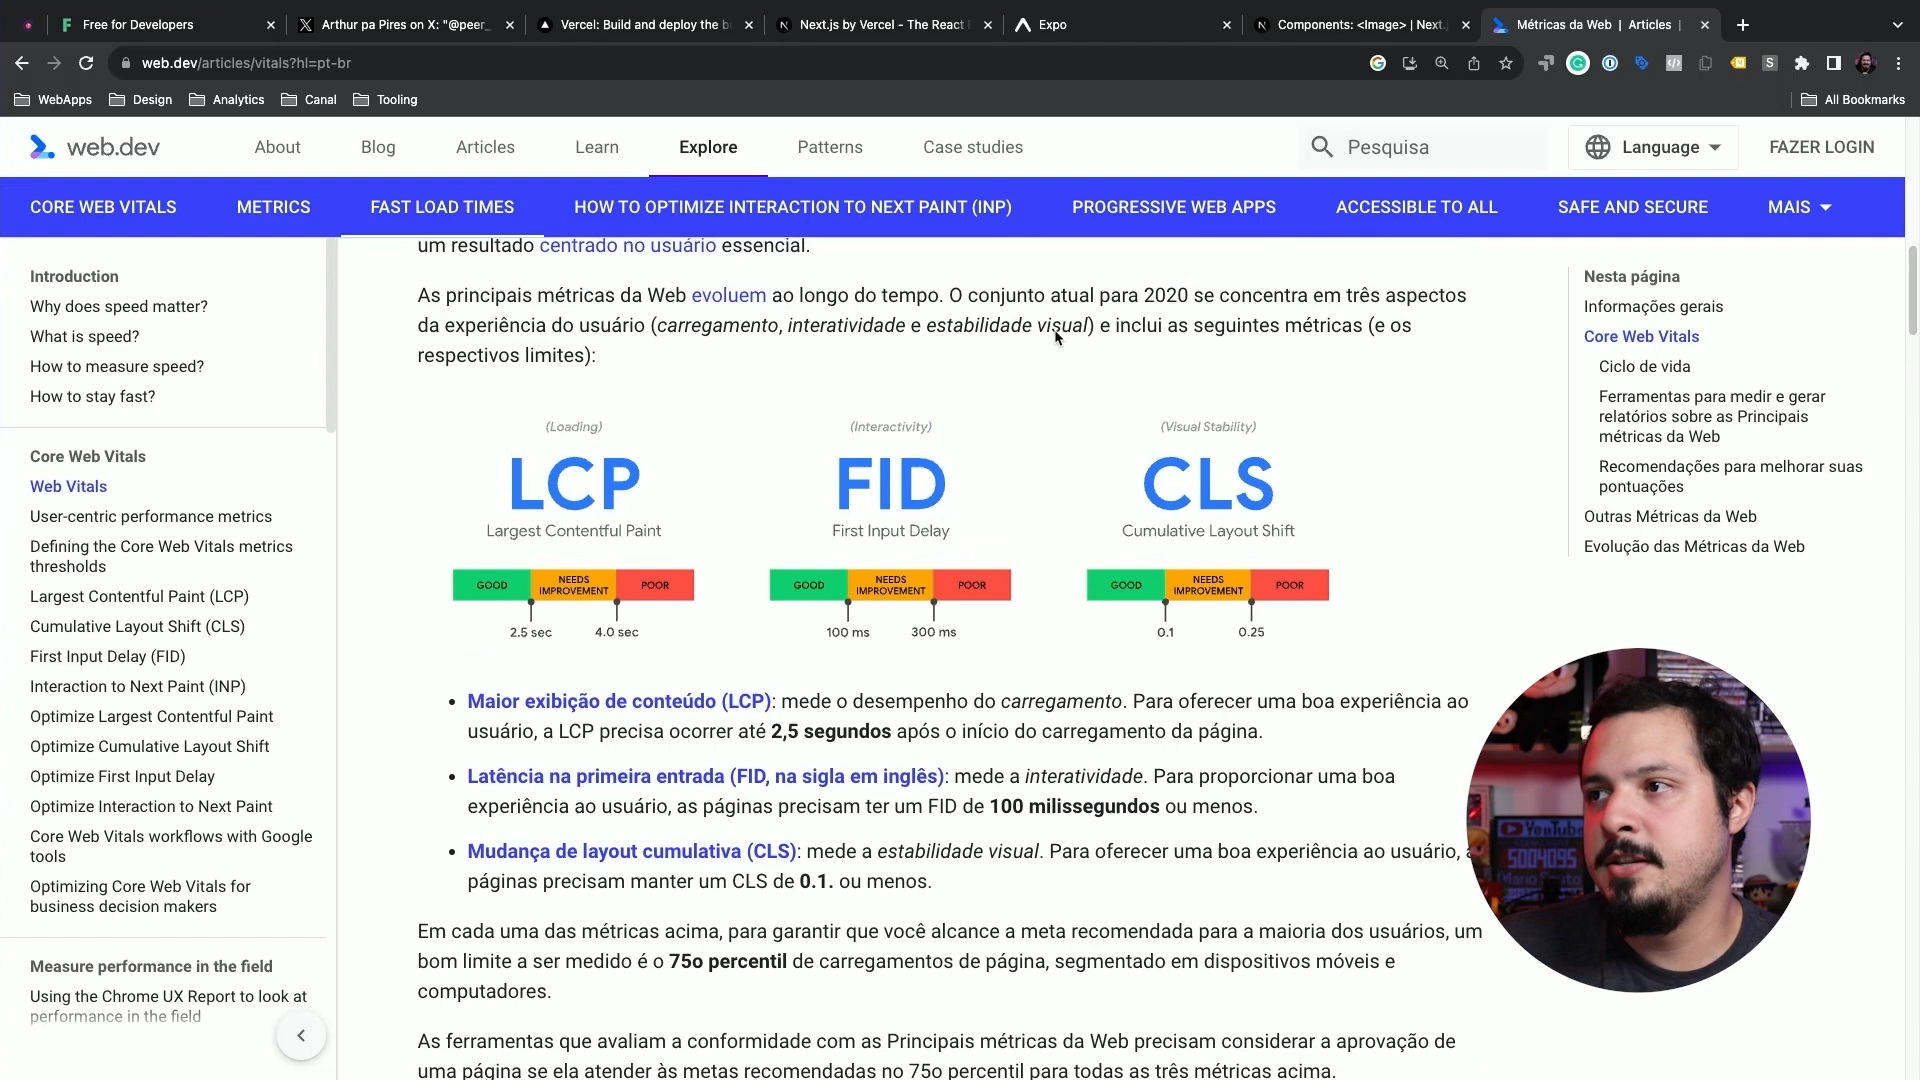 Free for Developers
Arthur pa Pires on X: "@peer_
Vercel: Build and deploy the b
Next.js by Vercel - The React
Expo
Components: <Image> | Next.
Métricas da Web | Articles |
web.dev/articles/vitals?hl=pt-br
WebApps
Design
Analytics
Canal
Tooling
All Bookmarks
web.dev
About
Blog
Articles
Learn
Explore
Patterns
Case studies
Pesquisa
Language
FAZER LOGIN
CORE WEB VITALS
METRICS
FAST LOAD TIMES
HOW TO OPTIMIZE INTERACTION TO NEXT PAINT (INP)
PROGRESSIVE WEB APPS
ACCESSIBLE TO ALL
SAFE AND SECURE
MAIS
Introduction
Why does speed matter?
What is speed?
How to measure speed?
How to stay fast?
Core Web Vitals
Web Vitals
User-centric performance metrics
Defining the Core Web Vitals metrics
thresholds
Largest Contentful Paint (LCP)
Cumulative Layout Shift (CLS)
First Input Delay (FID)
Interaction to Next Paint (INP)
Optimize Largest Contentful Paint
Optimize Cumulative Layout Shift
Optimize First Input Delay
Optimize Interaction to Next Paint
Core Web Vitals workflows with Google
tools
Optimizing Core Web Vitals for
business decision makers
Measure performance in the field
Using the Chrome UX Report to look at
performance in the field
um resultado centrado no usuário essencial.
As principais métricas da Web evoluem ao longo do tempo. O conjunto atual para 2020 se concentra em três aspectos
da experiência do usuário (carregamento, interatividade e estabilidade visual) e inclui as seguintes métricas (e os
respectivos limites):
(Loading)
LCP
Largest Contentful Paint
GOOD
NEEDS
IMPROVEMENT
POOR
2.5 sec
4.0 sec
(Interactivity)
FID
First Input Delay
GOOD
NEEDS
IMPROVEMENT
POOR
100 ms
300 ms
(Visual Stability)
CLS
Cumulative Layout Shift
GOOD
NEEDS
IMPROVEMENT
POOR
0.1
0.25
• Maior exibição de conteúdo (LCP): mede o desempenho do carregamento. Para oferecer uma boa experiência ao
usuário, a LCP precisa ocorrer até 2,5 segundos após o início do carregamento da página.
• Latência na primeira entrada (FID, na sigla em inglês): mede a interatividade. Para proporcionar uma boa
experiência ao usuário, as páginas precisam ter um FID de 100 milissegundos ou menos.
• Mudança de layout cumulativa (CLS): mede a estabilidade visual. Para oferecer uma boa experiência ao usuário,
páginas precisam manter um CLS de 0.1. ou menos.
Em cada uma das métricas acima, para garantir que você alcance a meta recomendada para a maioria dos usuários, um
bom limite a ser medido é o 75o percentil de carregamentos de página, segmentado em dispositivos móveis e
computadores.
As ferramentas que avaliam a conformidade com as Principais métricas da Web precisam considerar a aprovação de
uma página se ela atender às metas recomendadas no 75o percentil para todas as três métricas acima.
Nesta página
Informações gerais
Core Web Vitals
Ciclo de vida
Ferramentas para medir e gerar
relatórios sobre as Principais
métricas da Web
Recomendações para melhorar suas
pontuações
Outras Métricas da Web
Evolução das Métricas da Web
YouTube
5004095
Mario Souto